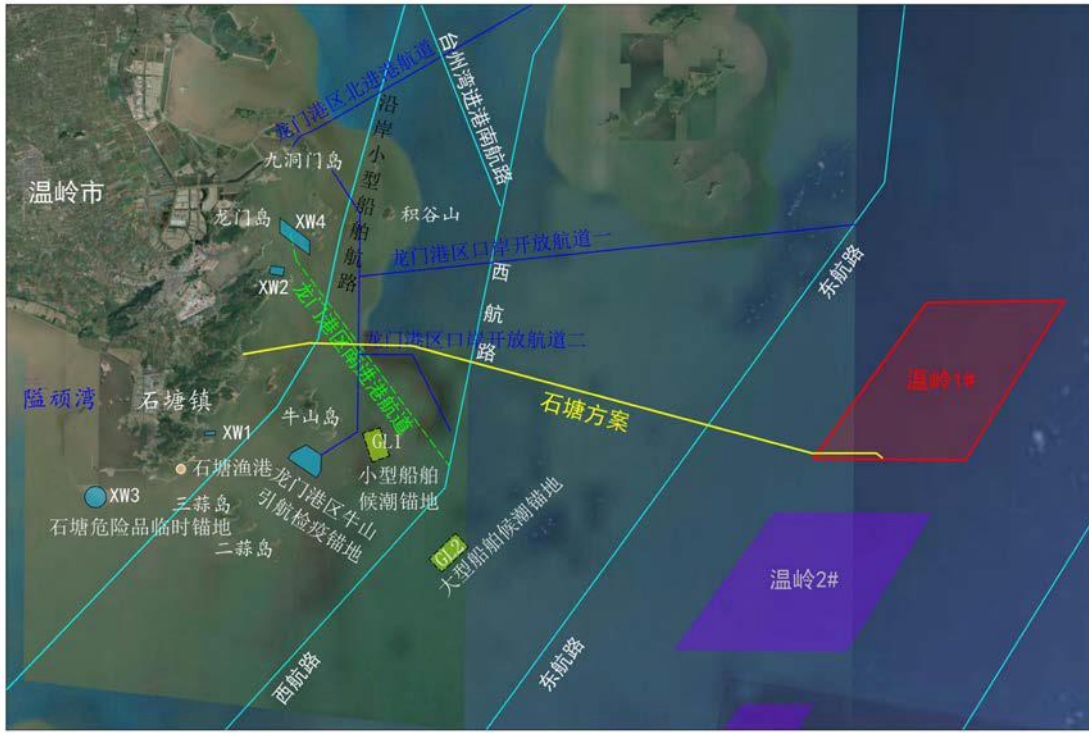 龙门港区北进港航道
台州湾进港南航路
沿岸小型船舶航路
九洞门岛
温岭市
龙门岛
XW4
积谷山
XW2
龙门港区口岸开放航道一
西航路
东航路
龙门港区南进港航道
龙门港区口岸开放航道二
温岭1#
隘顽湾
石塘镇
石塘方案
XW1
牛山岛
GL1
小型船舶
候潮锚地
石塘渔港
龙门港区牛山
引航检疫锚地
XW3
三蒜岛
石塘危险品临时锚地
二蒜岛
GL2
大型船舶候潮锚地
温岭2#
西航路
东航路